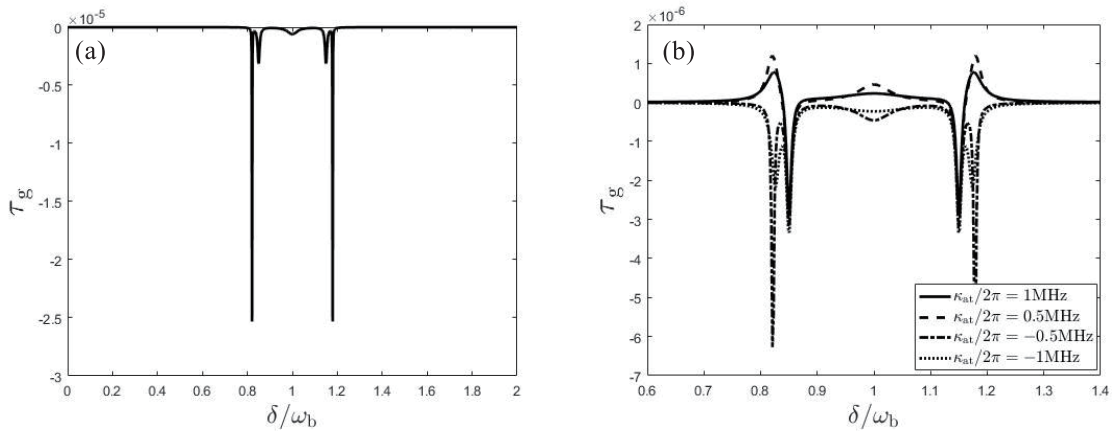 ×10⁻⁵
(a)
0
-0.5
-1
-1.5
-2
-2.5
-3
τg
0 0.2 0.4 0.6 0.8 1 1.2 1.4 1.6 1.8 2
δ/ωb
×10⁻⁶
(b)
2
1
0
-1
-2
-3
-4
-5
-6
-7
τg
κat/2π = 1MHz
κat/2π = 0.5MHz
κat/2π = −0.5MHz
κat/2π = −1MHz
0.6 0.7 0.8 0.9 1 1.1 1.2 1.3 1.4
δ/ωb